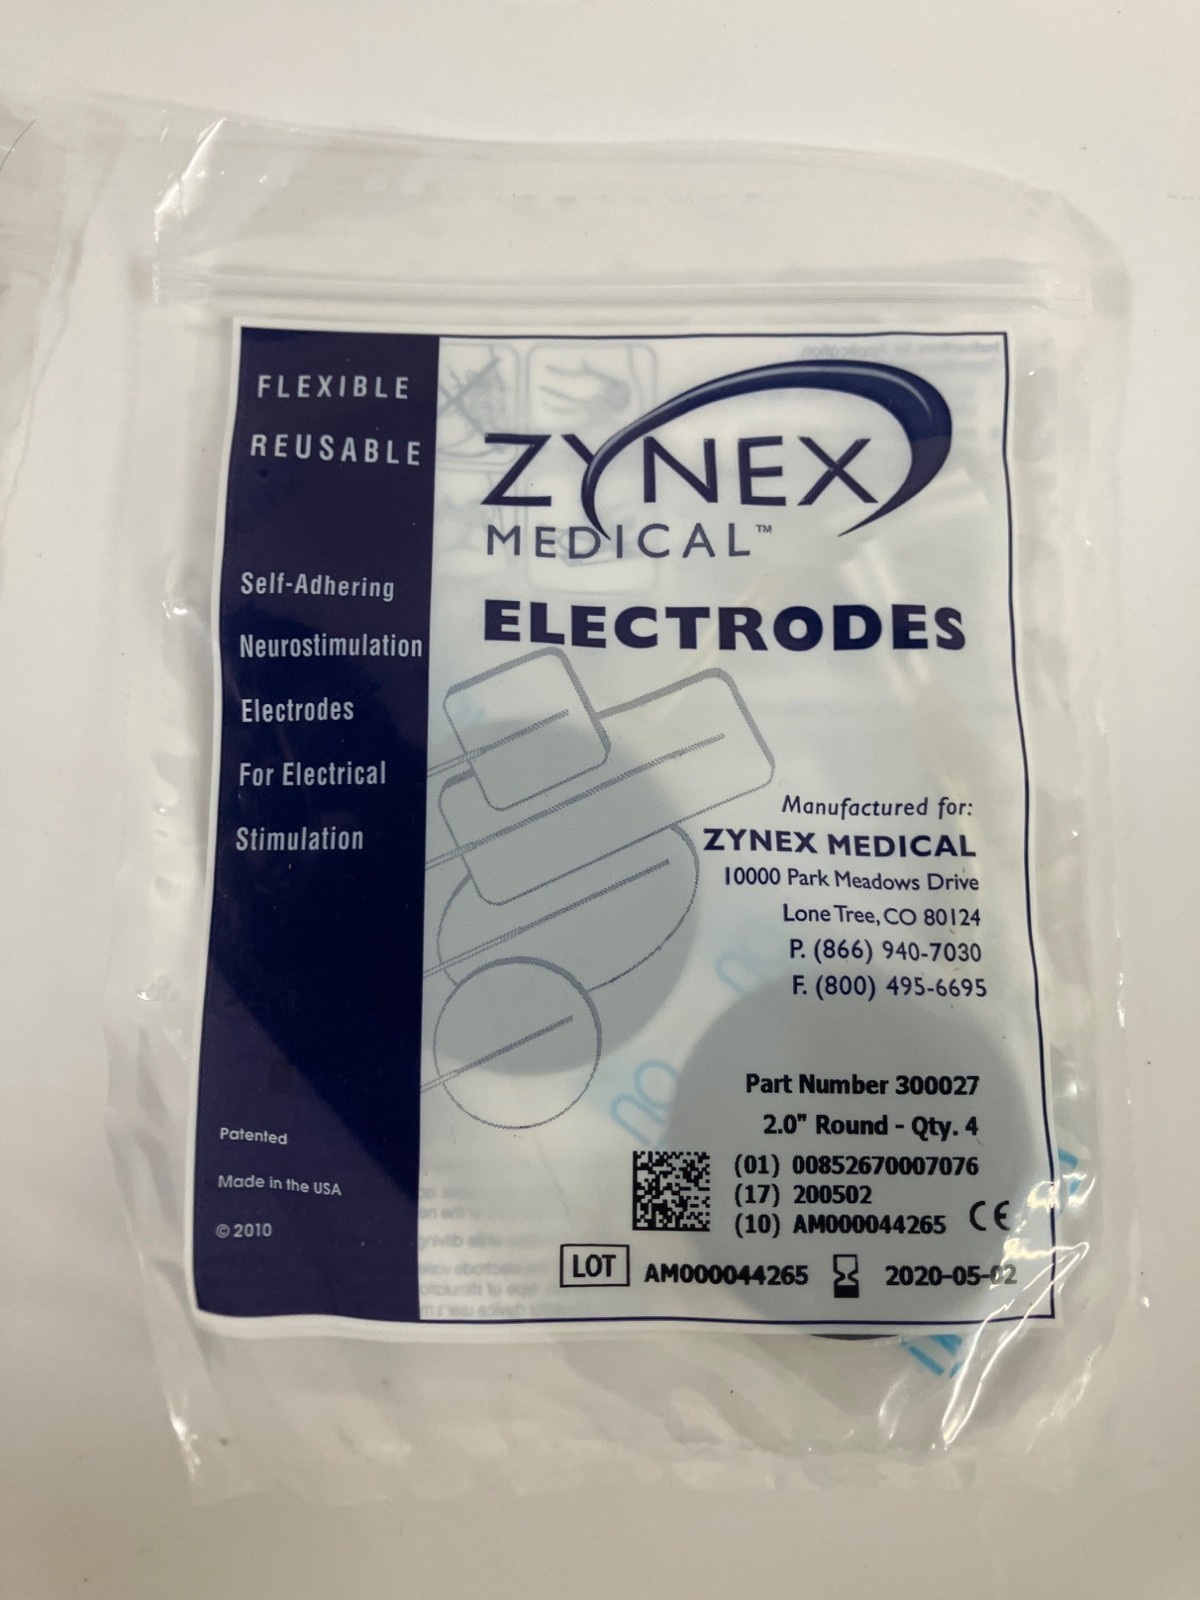 FLEXIBLE
REUSABLE
Self-Adhering
Neurostimulation
Electrodes
For Electrical
Stimulation
Patented
Made in the USA
© 2010
ZYNEX
MEDICAL™
ELECTRODES
Manufactured for:
ZYNEX MEDICAL
10000 Park Meadows Drive
Lone Tree, CO 80124
P. (866) 940-7030
F. (800) 495-6695
Part Number 300027
2.0" Round - Qty. 4
(01) 00852670007076
(17) 200502
(10) AM000044265 CE
LOT AM000044265 2020-05-02